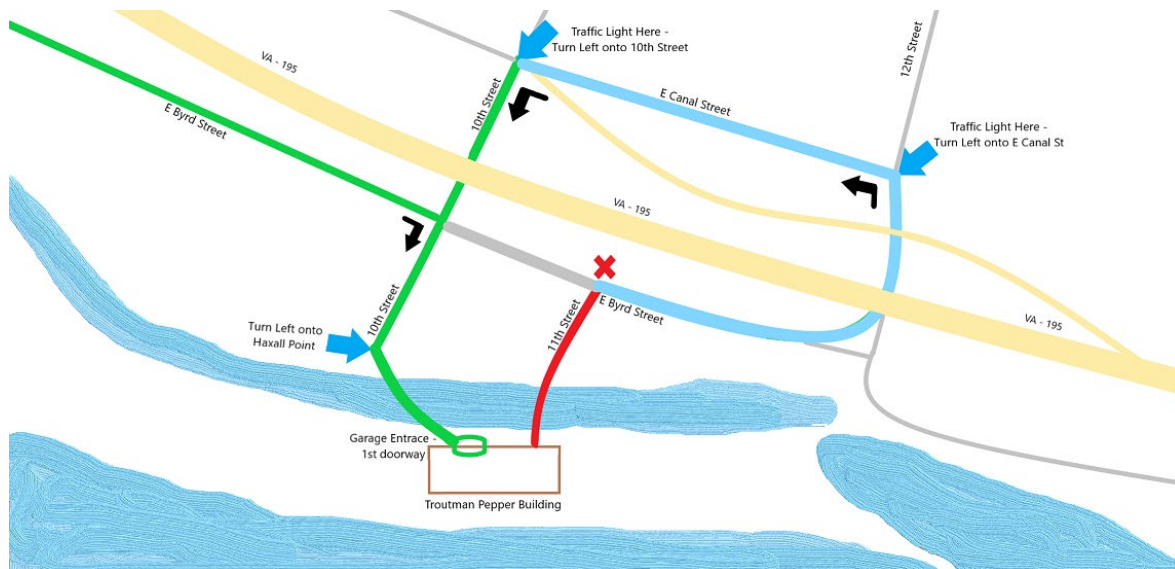 Traffic Light Here -
Turn Left onto 10th Street
12th Street
VA - 195
10th Street
E Canal Street
E Byrd Street
Traffic Light Here -
Turn Left onto E Canal St
VA - 195
10th Street
11th Street
E Byrd Street
Turn Left onto
Haxall Point
VA - 195
Garage Entrace -
1st doorway
Troutman Pepper Building